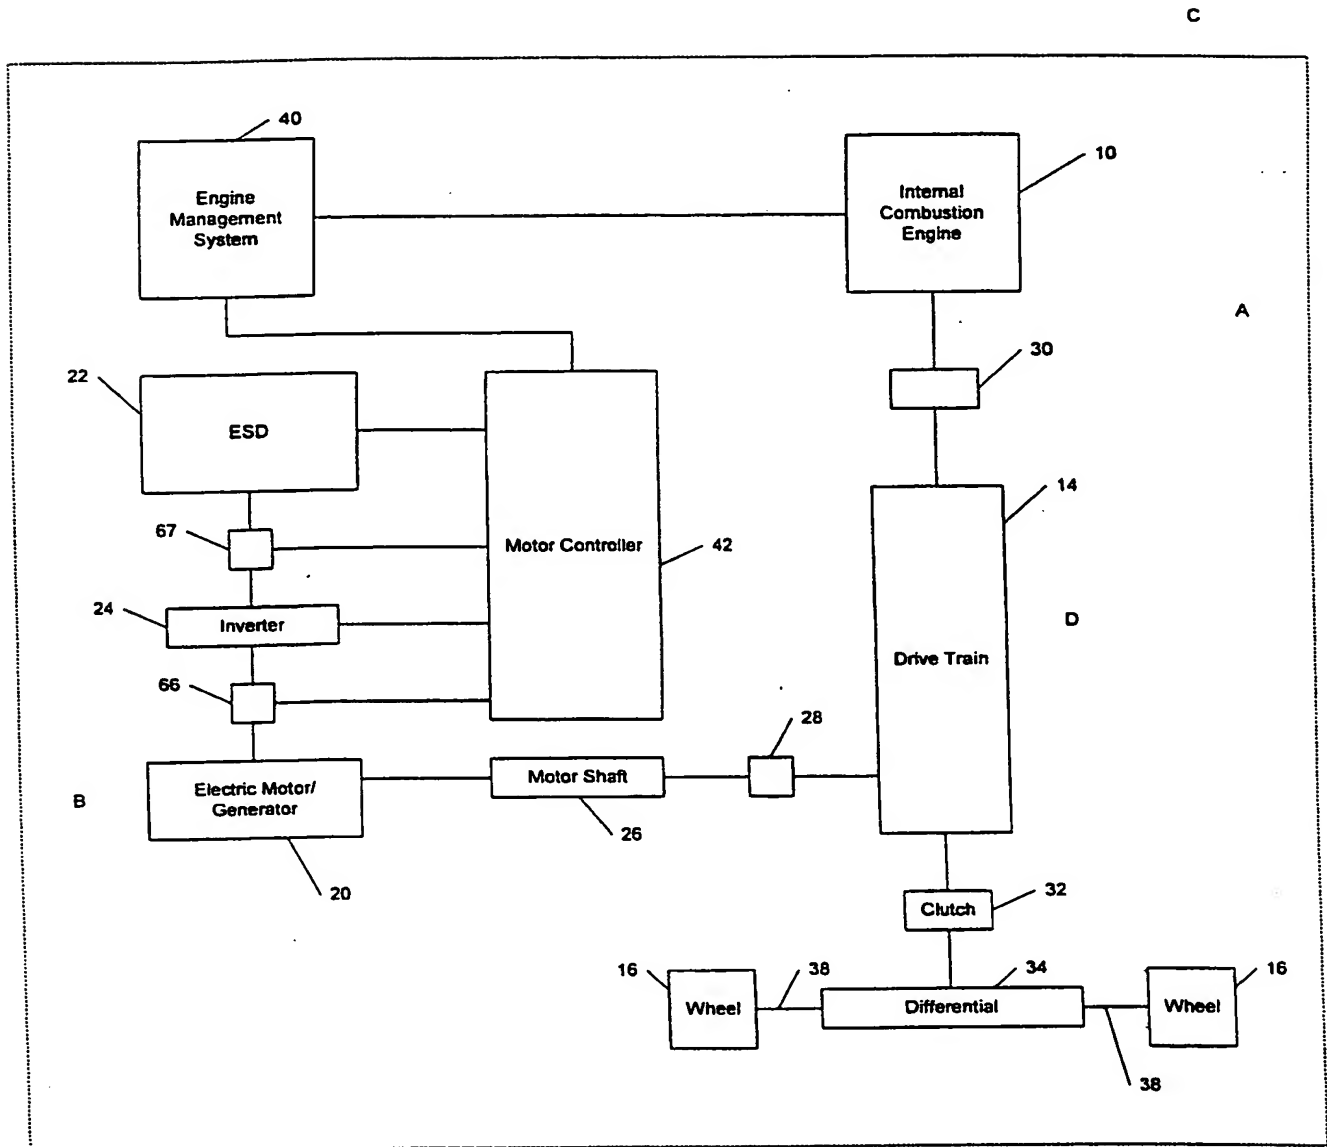 C
40
Engine
Management
System
10
Internal
Combustion
Engine
A
30
22
ESD
14
67
Motor Controller
42
24
Inverter
D
Drive Train
66
28
B
Electric Motor/
Generator
Motor Shaft
26
20
Clutch
32
16
Wheel
38
34
Differential
16
Wheel
38